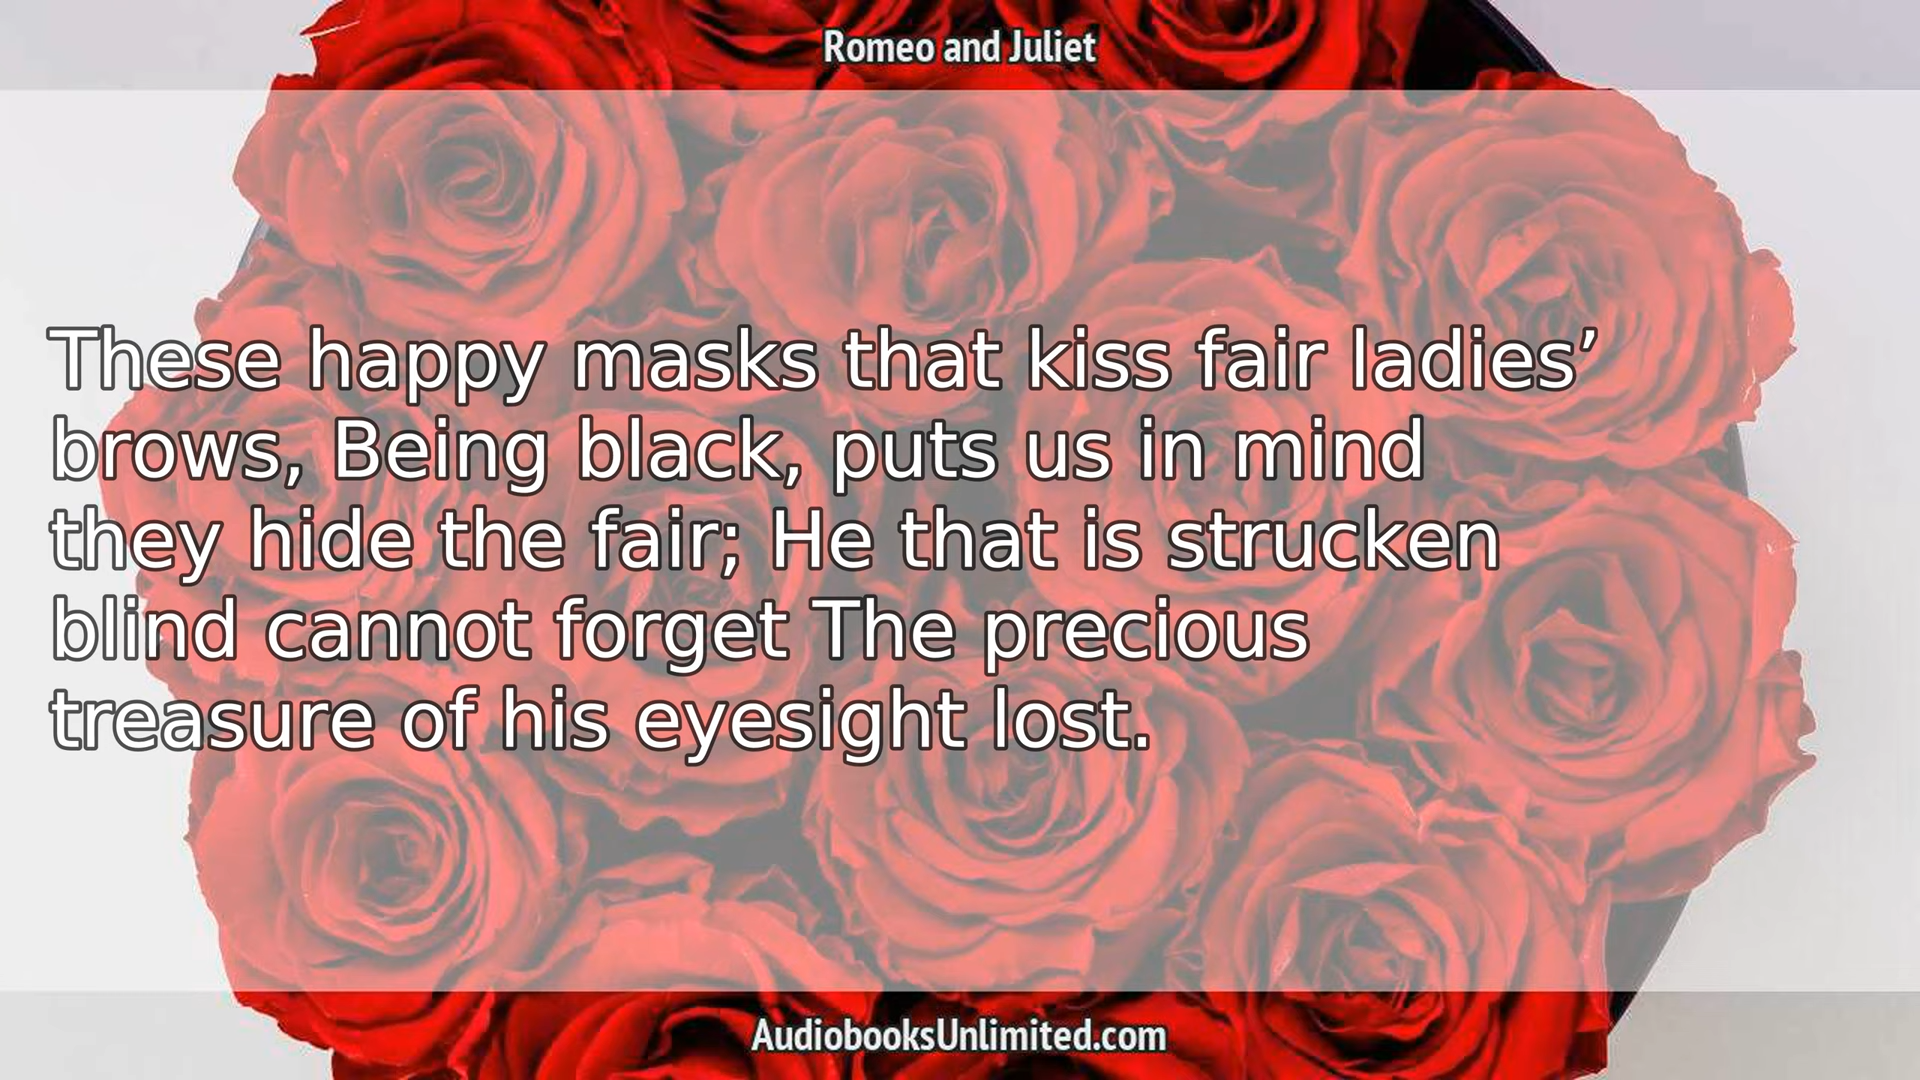 Romeo and Juliet
These happy masks that kiss fair ladies’
brows, Being black, puts us in mind
they hide the fair; He that is strucken
blind cannot forget The precious
treasure of his eyesight lost.
AudiobooksUnlimited.com